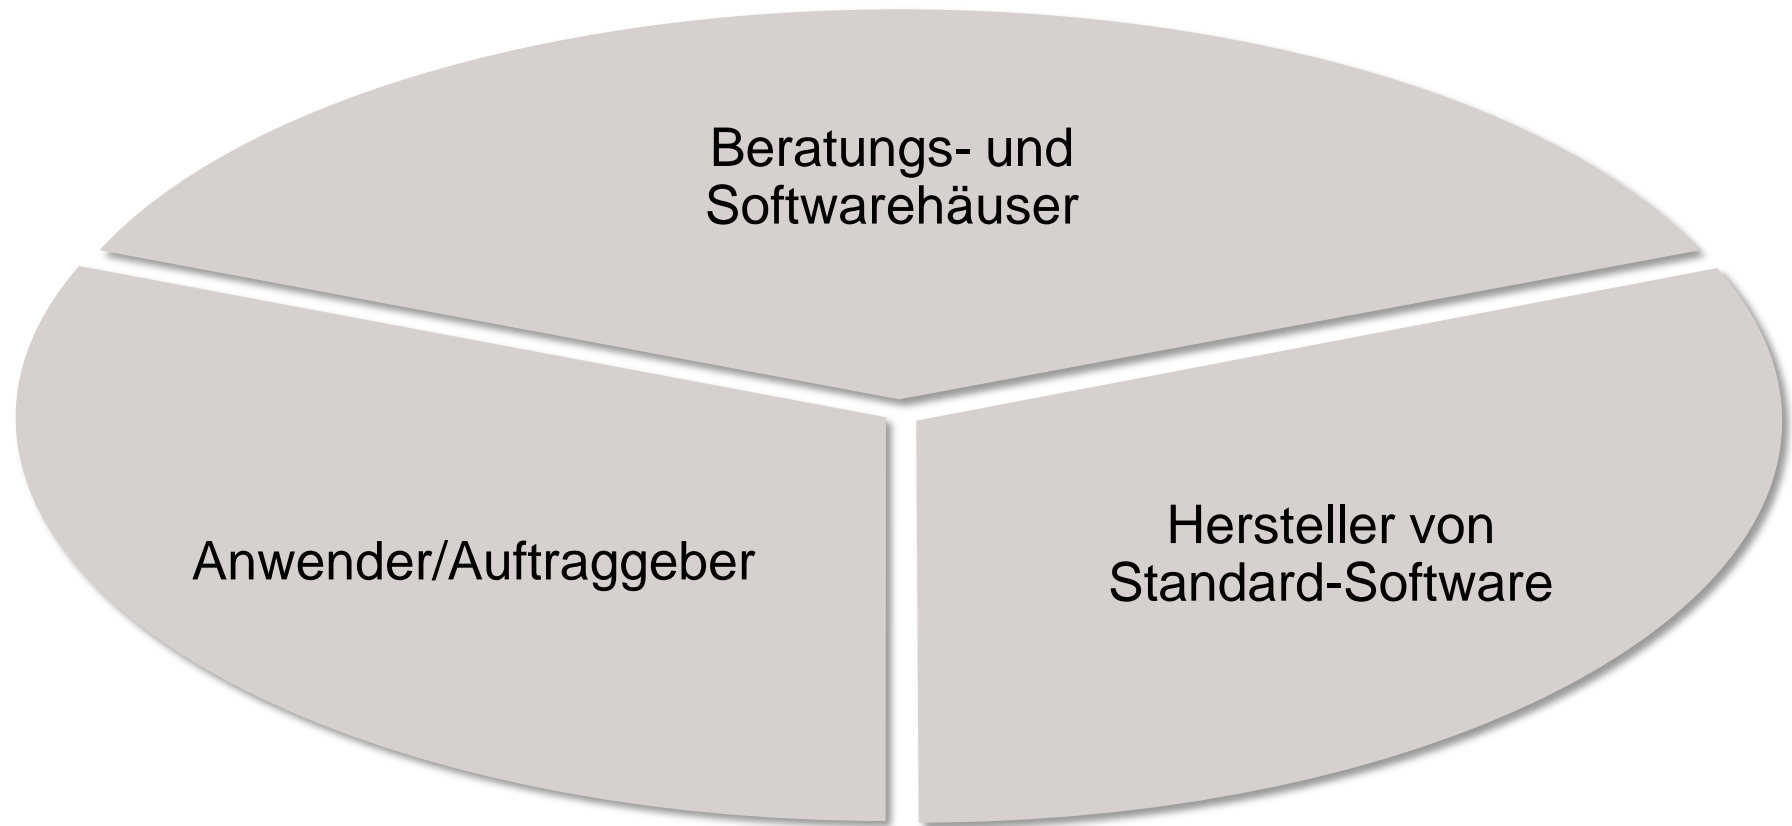 Beratungs- und
Softwarehäuser
Anwender/Auftraggeber
Hersteller von
Standard-Software